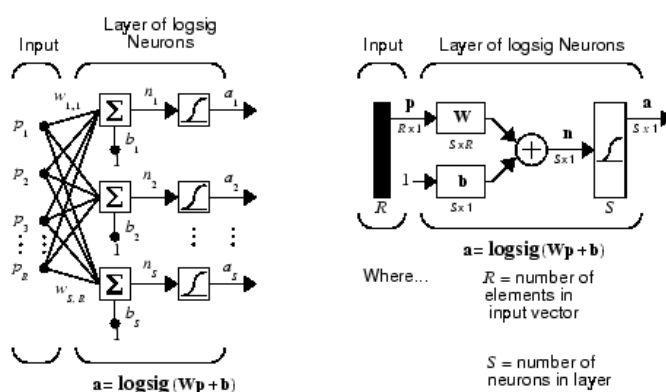 Input
Layer of logsig
Neurons
w1,1
n1
a1
Σ
p1
b1
1
p2
n2
a2
Σ
p3
b2
1
pR
nS
aS
Σ
wS,R
bS
1
a = logsig (Wp + b)
Input
Layer of logsig Neurons
p
W
a
R x 1
n
S x 1
S x R
+
S x 1
1
b
R
S x 1
S
a = logsig (Wp + b)
Where...
R = number of
elements in
input vector
S = number of
neurons in layer